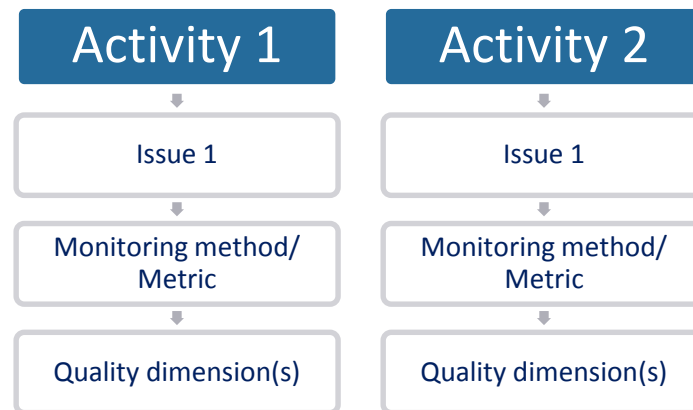 Activity 1
Issue 1
Monitoring method/
Metric
Quality dimension(s)
Activity 2
Issue 1
Monitoring method/
Metric
Quality dimension(s)